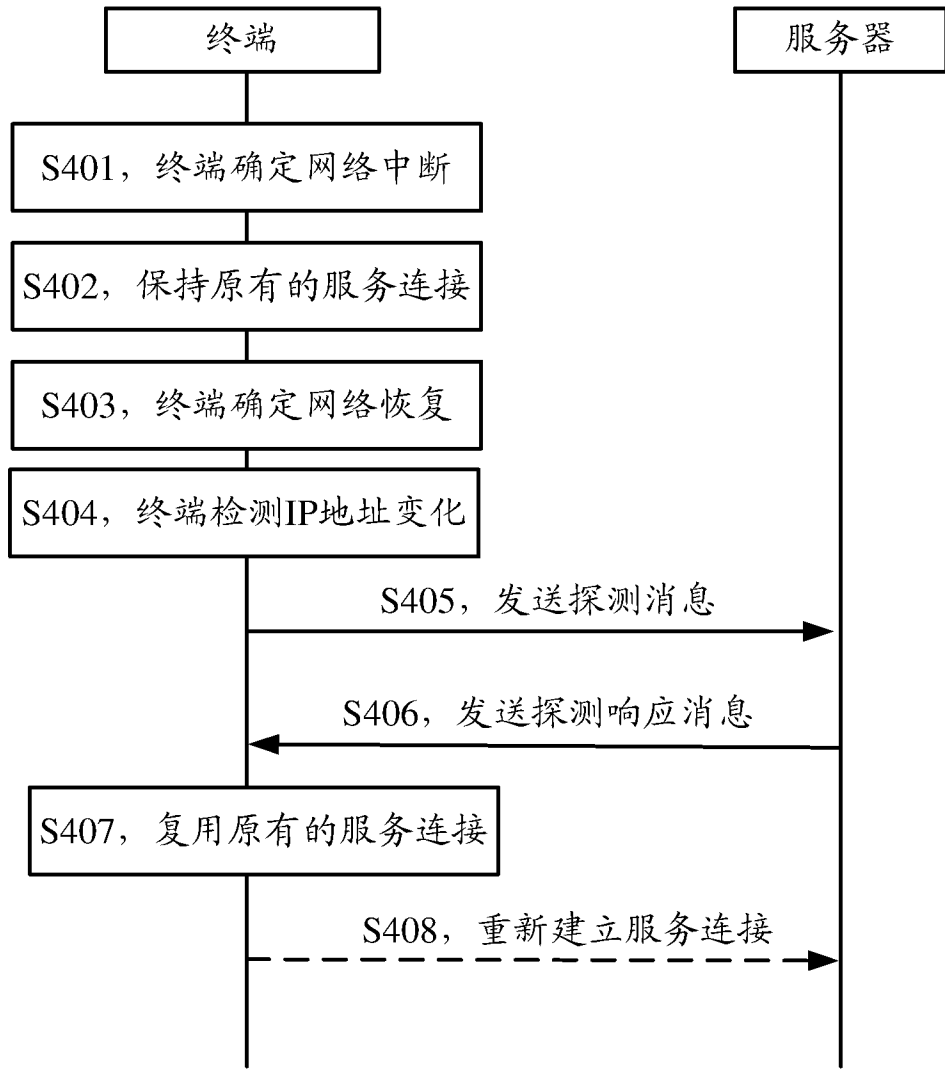 终端
服务器
S401，终端确定网络中断
S402，保持原有的服务连接
S403，终端确定网络恢复
S404，终端检测IP地址变化
S405，发送探测消息
S406，发送探测响应消息
S407，复用原有的服务连接
S408，重新建立服务连接